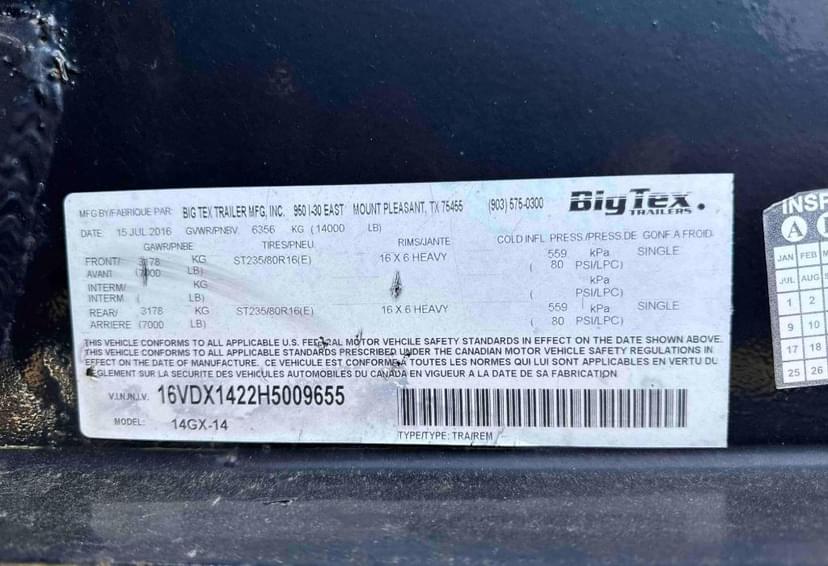 MFG BY/FABRIQUE PAR: BIG TEX TRAILER MFG, INC. 950 I-30 EAST MOUNT PLEASANT, TX 75455 (903) 575-0300 BigTex.
TRAILERS
DATE: 15 JUL 2016 GVWR/PNBV: 6356 KG (14000 LB)
GAWR/PNBE TIRES/PNEU RIMS/JANTE COLD INFL. PRESS./PRESS.DE GONF.A FROID
FRONT/ 3178 KG ST235/80R16(E) 16 X 6 HEAVY 559 kPa SINGLE
AVANT (7000 LB) ( 80 PSI/LPC)
INTERM/ KG kPa
INTERM ( LB) ( PSI/LPC)
REAR/ 3178 KG ST235/80R16(E) 16 X 6 HEAVY 559 kPa SINGLE
ARRIERE (7000 LB) ( 80 PSI/LPC)
THIS VEHICLE CONFORMS TO ALL APPLICABLE U.S. FEDERAL MOTOR VEHCILE SAFETY STANDARDS IN EFFECT ON THE DATE SHOWN ABOVE.
THIS VEHICLE CONFORMS TO ALL APPLICABLE STANDARDS PRESCRIBED UNDER THE CANADIAN MOTOR VEHICLE SAFETY REGULATIONS IN
EFFECT ON THE DATE OF MANUFACTURE. CE VEHICULE EST CONFORME A TOUTES LES NORMES QUI LUI SONT APPLICABLES EN VERTU DU
REGLEMENT SUR LA SECURITE DES VEHICULES AUTOMOBILES DU CANADA EN VIGUEUR A LA DATE DE SA FABRICATION.
V.I.N./N.I.V. 16VDX1422H5009655
MODEL: 14GX-14
TYPE/TYPE: TRA/REM
INSP
A
JAN FEB
JUL AUG
1 2
9 10
17 18
25 26